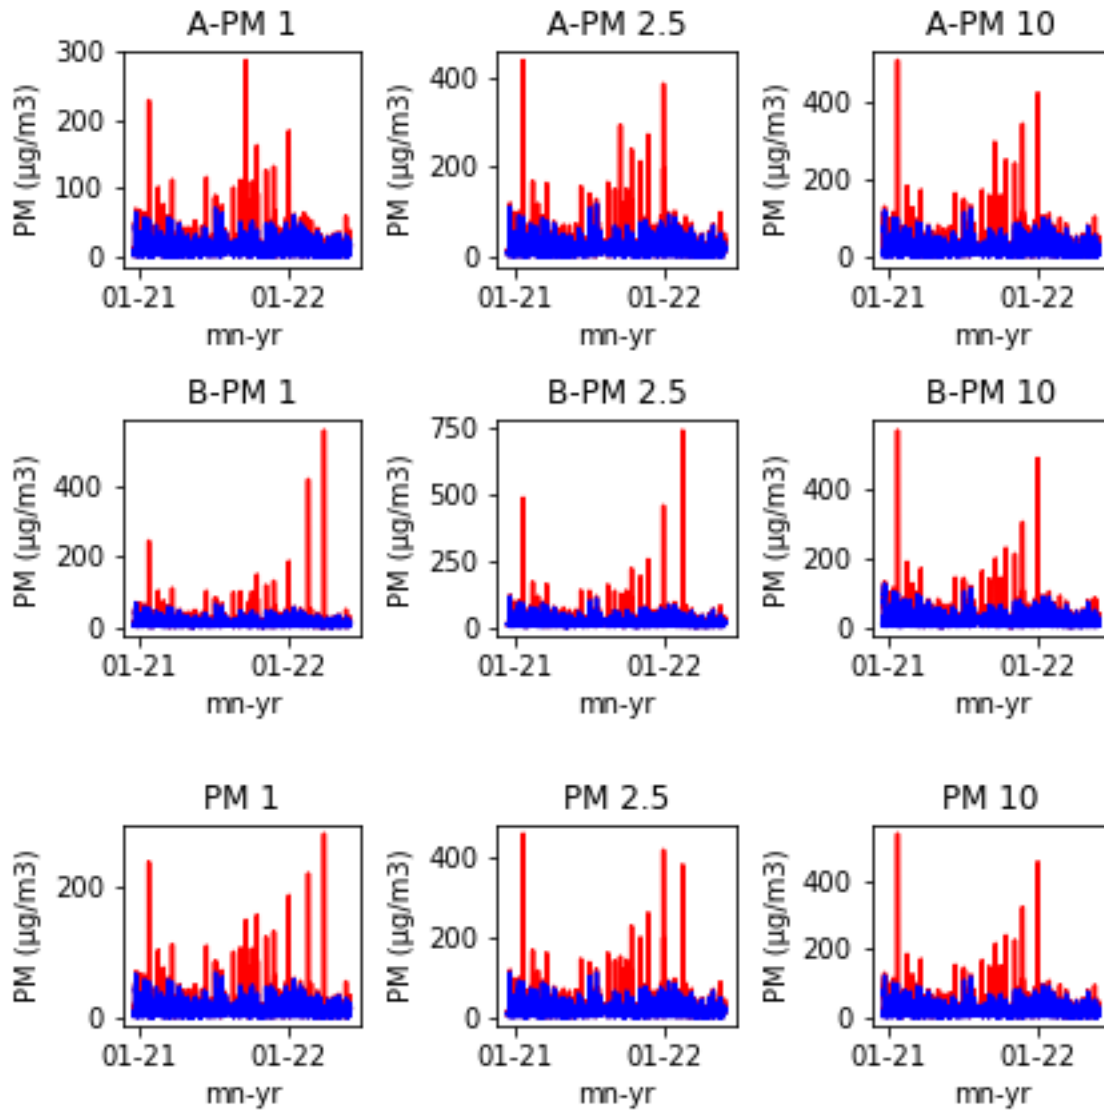 A-PM 1
A-PM 2.5
A-PM 10
PM (µg/m3)
300
200
100
0
01-21
01-22
mn-yr
PM (µg/m3)
400
200
0
01-21
01-22
mn-yr
PM (µg/m3)
400
200
0
01-21
01-22
mn-yr
B-PM 1
B-PM 2.5
B-PM 10
PM (µg/m3)
400
200
0
01-21
01-22
mn-yr
PM (µg/m3)
750
500
250
0
01-21
01-22
mn-yr
PM (µg/m3)
400
200
0
01-21
01-22
mn-yr
PM 1
PM 2.5
PM 10
PM (µg/m3)
200
0
01-21
01-22
mn-yr
PM (µg/m3)
400
200
0
01-21
01-22
mn-yr
PM (µg/m3)
400
200
0
01-21
01-22
mn-yr